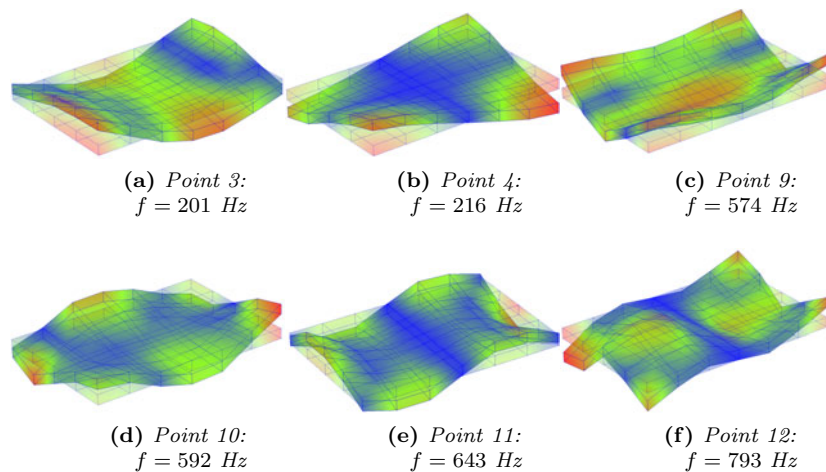 (a) Point 3:
f = 201 Hz
(b) Point 4:
f = 216 Hz
(c) Point 9:
f = 574 Hz
(d) Point 10:
f = 592 Hz
(e) Point 11:
f = 643 Hz
(f) Point 12:
f = 793 Hz